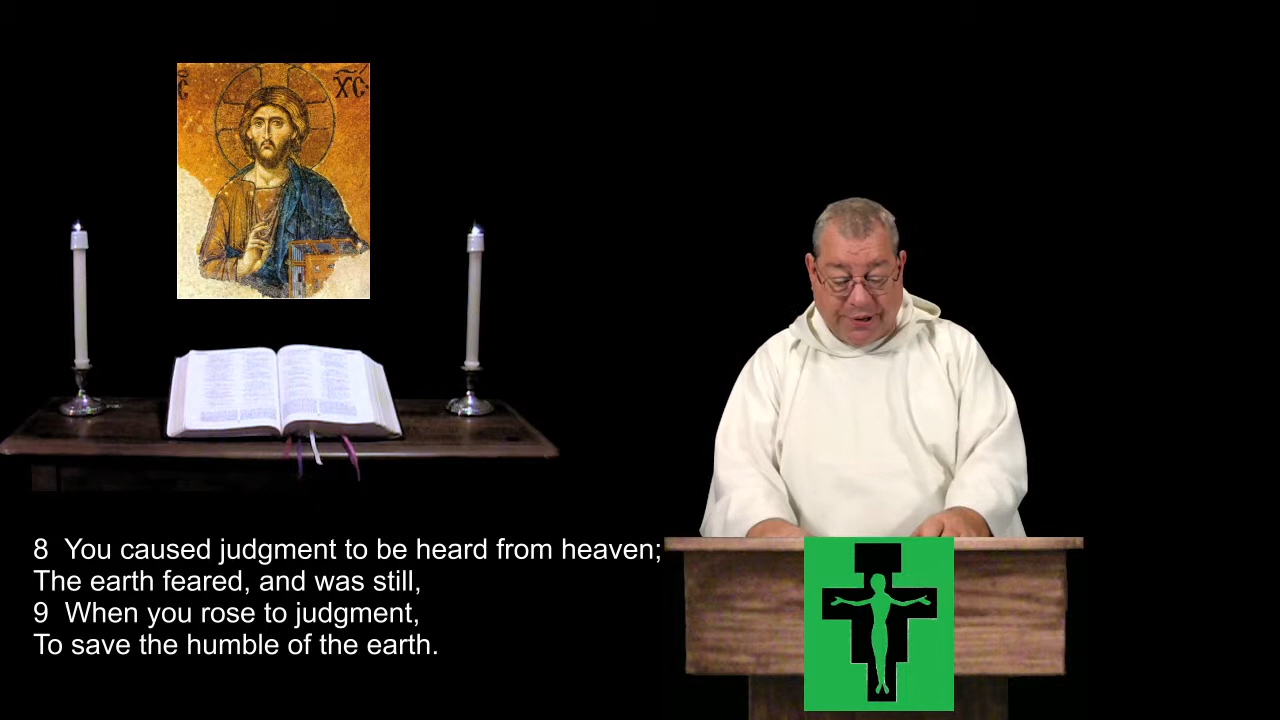 C
XC
8 You caused judgment to be heard from heaven;
The earth feared, and was still,
9 When you rose to judgment,
To save the humble of the earth.